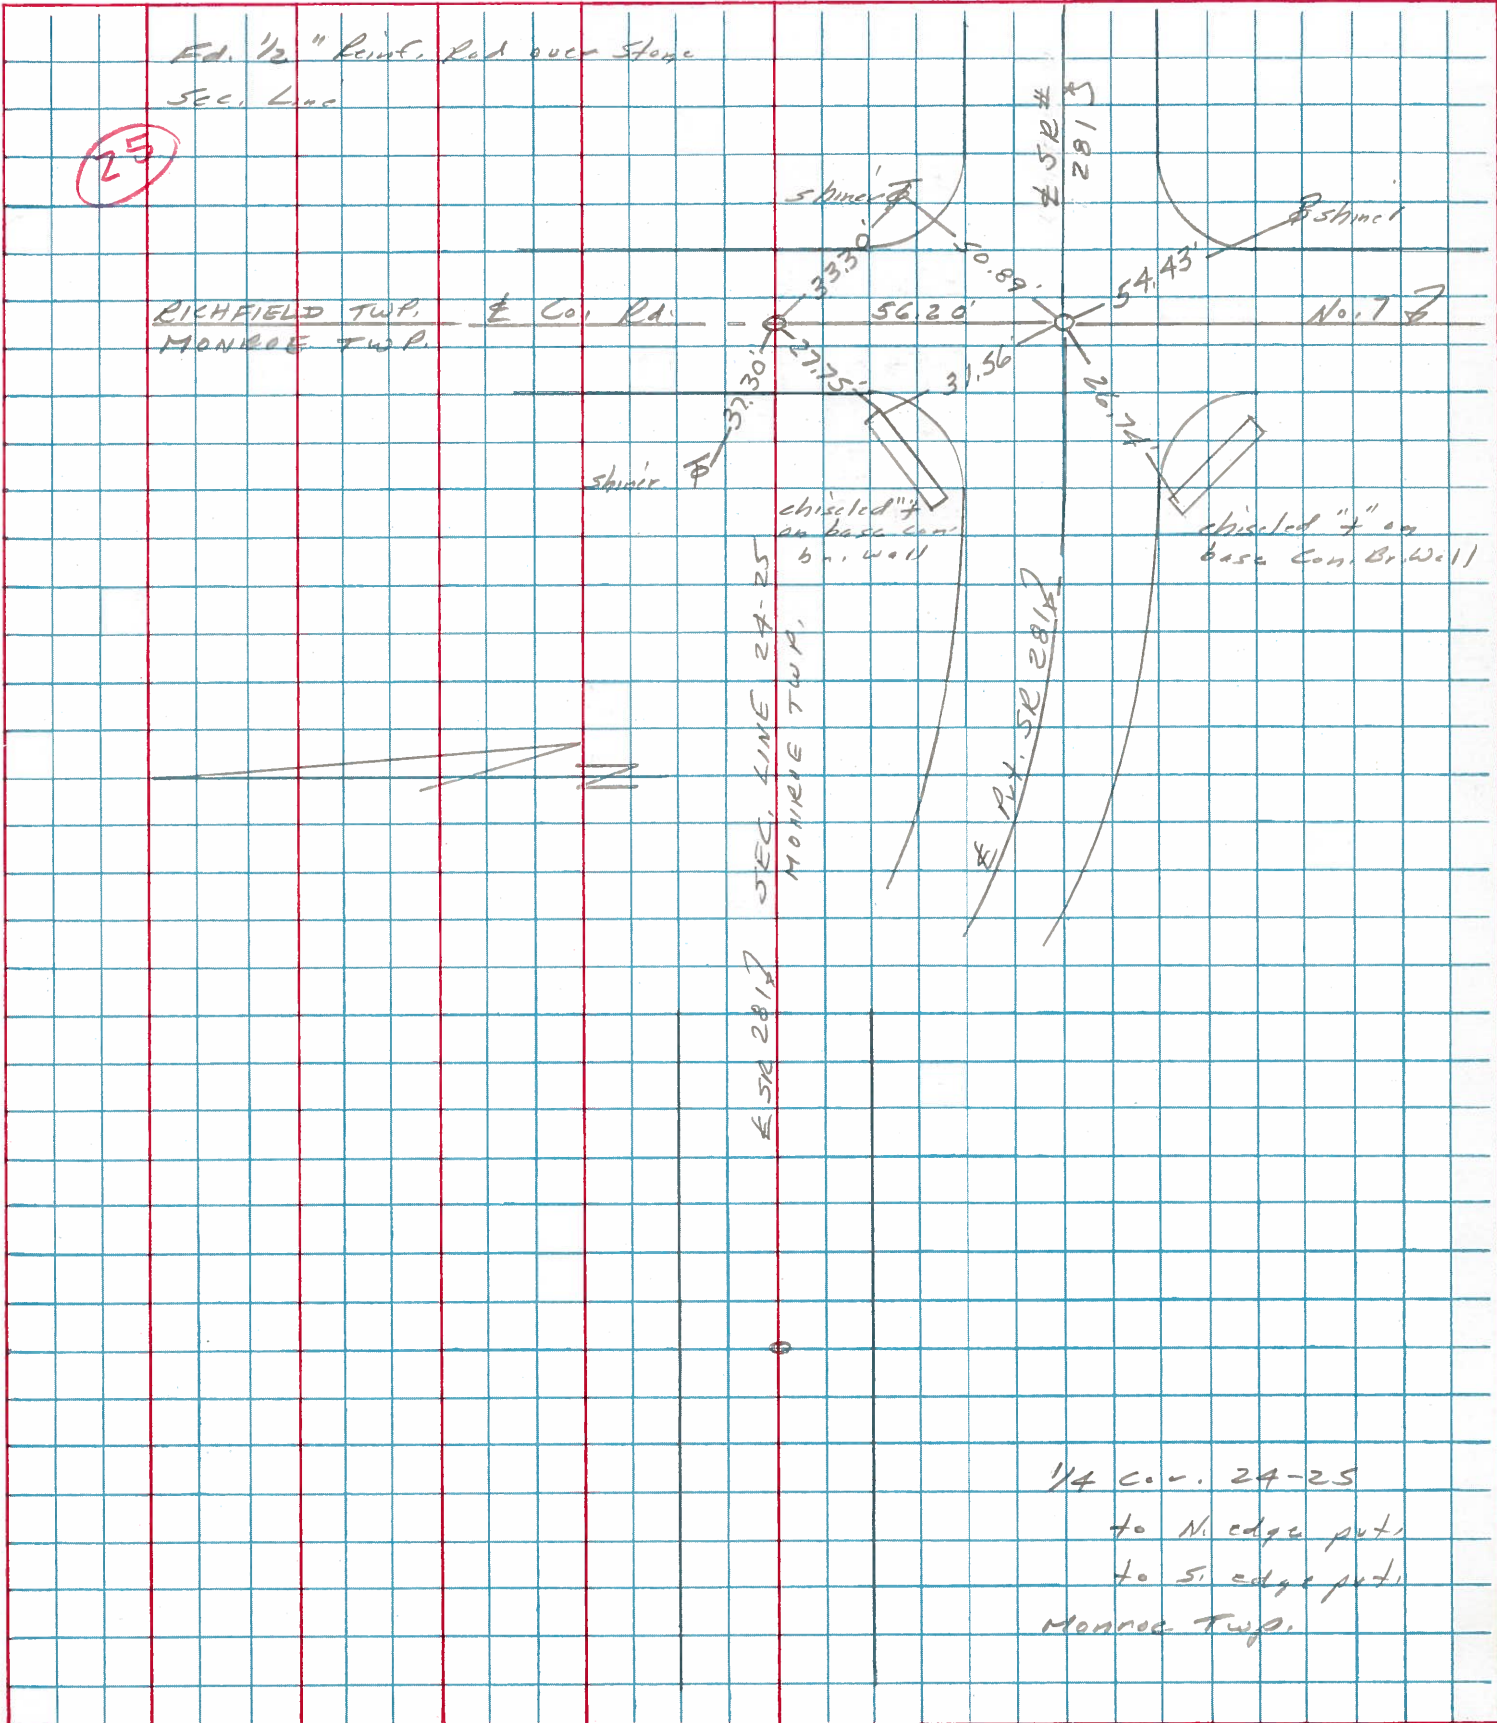 Fd. 1/2" Reinf. Rod over Stone
Sec. Line
25
℄ SR #
281
shiner
shiner
33.30'
40.89'
54.43'
RICHFIELD TWP.
MONROE TWP.
℄ Co. Rd.
56.20'
No. 7
37.30'
27.75'
31.56'
26.74'
shiner
chiseled "+"
on base con.
br. wall
chiseled "+" on
base Con. Br. Wall
SEC. LINE 24-25
MONROE TWP.
℄ Pvt. SR 281
N
℄ SR 281
1/4 Cor. 24-25
to N. edge pvt.
to S. edge pvt.
Monroe Twp.